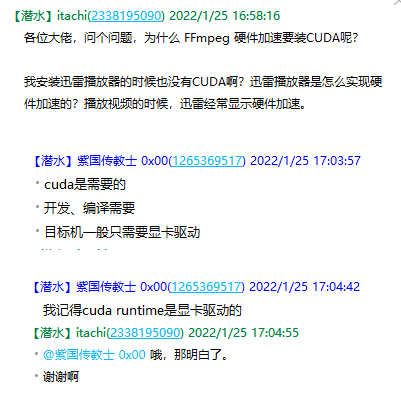 【潜水】itachi(2338195090) 2022/1/25 16:58:16
各位大佬，问个问题，为什么 FFmpeg 硬件加速要装CUDA呢？
我安装迅雷播放器的时候也没有CUDA啊？迅雷播放器是怎么实现硬
件加速的？播放视频的时候，迅雷经常显示硬件加速。
【潜水】紫国传教士 0x00(1265369517) 2022/1/25 17:03:57
cuda是需要的
开发、编译需要
目标机一般只需要显卡驱动
【潜水】紫国传教士 0x00(1265369517) 2022/1/25 17:04:42
我记得cuda runtime是显卡驱动的
【潜水】itachi(2338195090) 2022/1/25 17:04:55
@紫国传教士 0x00 哦，那明白了。
谢谢啊